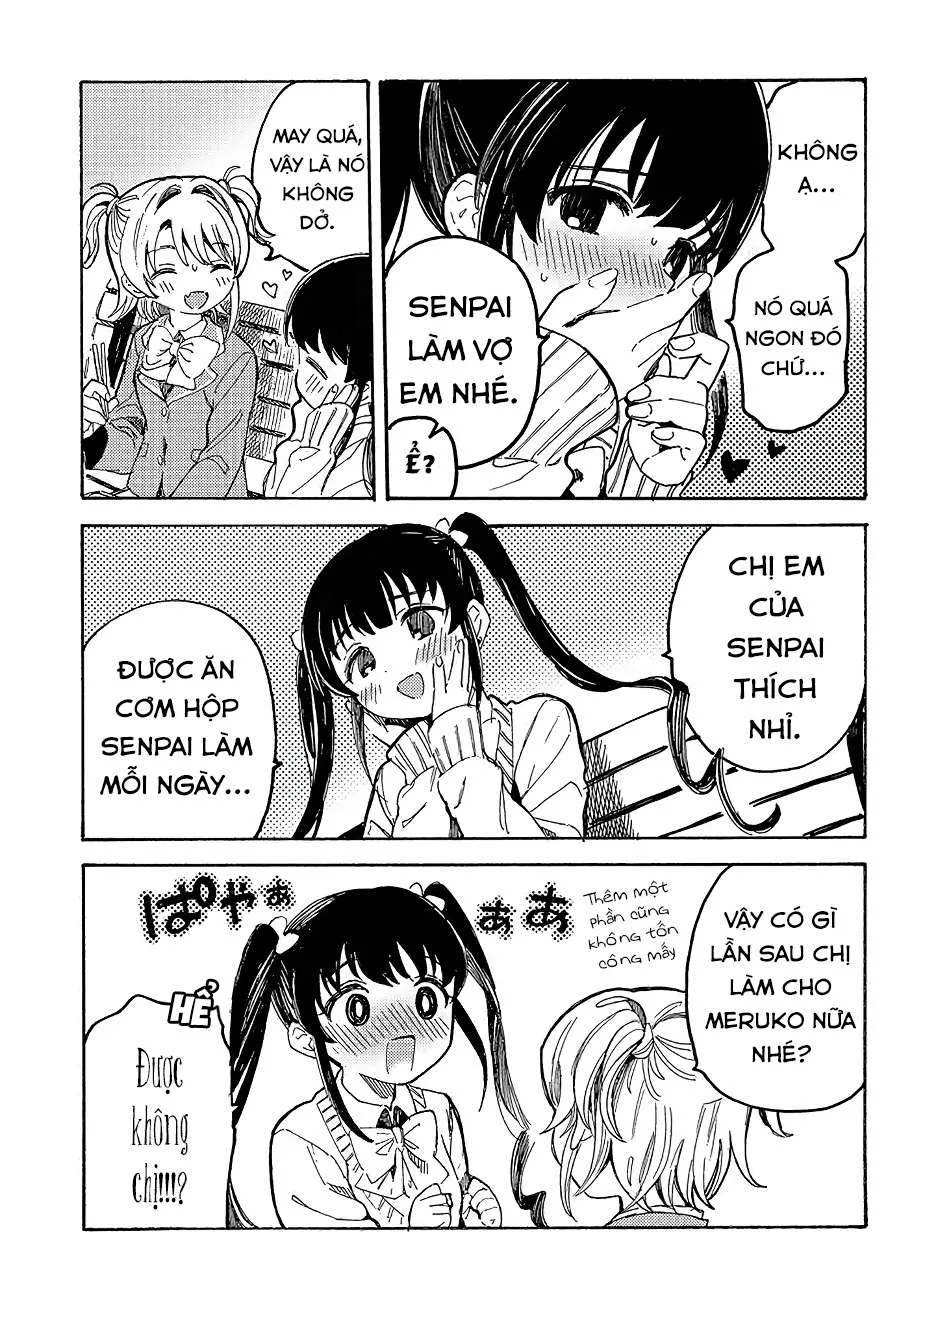 KHÔNG
Ạ...
NÓ QUÁ
NGON ĐÓ
CHỨ...
SENPAI
LÀM VỢ
EM NHÉ.
Ể?
MAY QUÁ,
VẬY LÀ NÓ
KHÔNG
DỞ.
CHỊ EM
CỦA
SENPAI
THÍCH
NHỈ.
ĐƯỢC ĂN
CƠM HỘP
SENPAI LÀM
MỖI NGÀY...
VẬY CÓ GÌ
LẦN SAU CHỊ
LÀM CHO
MERUKO NỮA
NHÉ?
Thêm một
phần cũng
không tốn
công mấy
ぱやぁ
ぁあ
HỂ
Được
không
chị!!!?